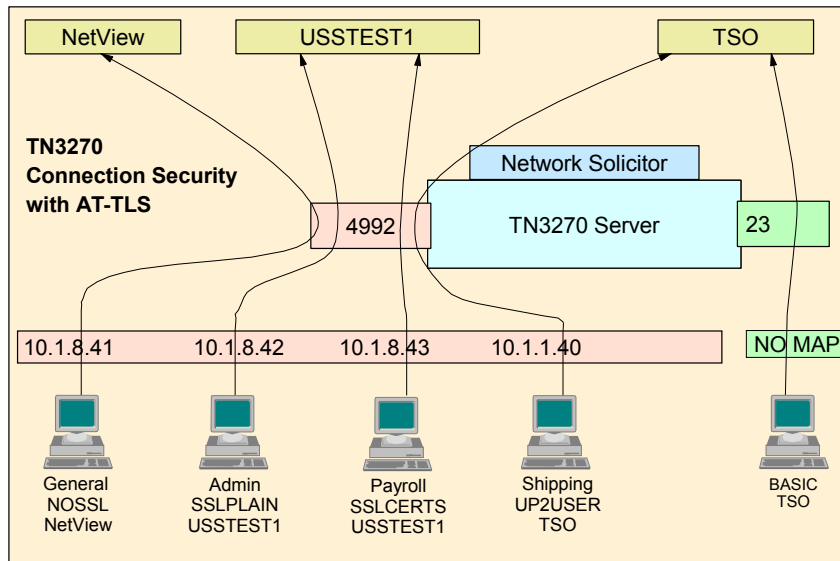 NetView
USSTEST1
TSO
TN3270
Connection Security
with AT-TLS
Network Solicitor
4992
TN3270 Server
23
10.1.8.41
10.1.8.42
10.1.8.43
10.1.1.40
NO MAP
General
NOSSL
NetView
Admin
SSLPLAIN
USSTEST1
Payroll
SSLCERTS
USSTEST1
Shipping
UP2USER
TSO
BASIC
TSO